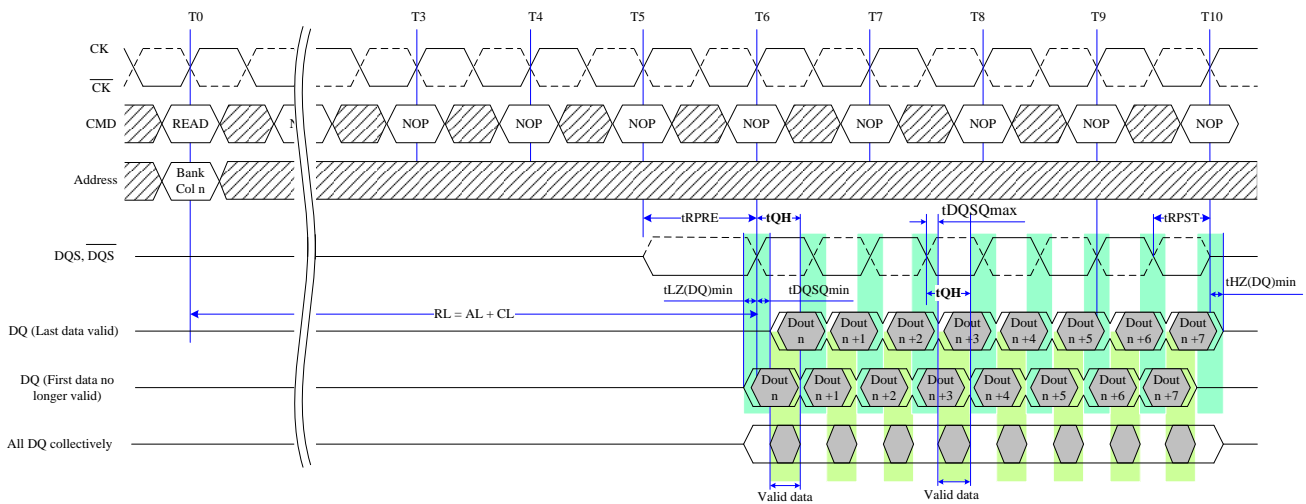 T0 T3 T4 T5 T6 T7 T8 T9 T10
CK
CK
CMD READ N NOP NOP NOP NOP NOP NOP NOP NOP
Address
Bank
Col n
tRPRE tQH tDQSQmax tRPST
DQS, DQS
tLZ(DQ)min tDQSQmin tQH tHZ(DQ)min
RL = AL + CL
DQ (Last data valid)
Dout Dout Dout Dout Dout Dout Dout Dout
n n +1 n +2 n +3 n +4 n +5 n +6 n +7
DQ (First data no
longer valid)
Dout Dout Dout Dout Dout Dout Dout Dout
n n +1 n +2 n +3 n +4 n +5 n +6 n +7
All DQ collectively
Valid data Valid data